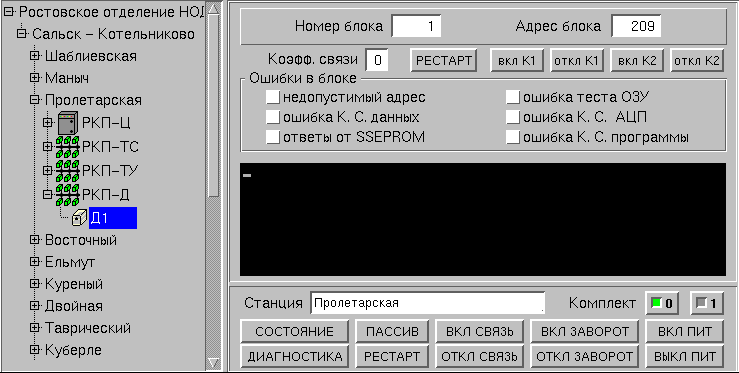 Ростовское отделение НОД
Сальск – Котельниково
Шаблиевская
Маныч
Пролетарская
РКП-Ц
РКП-ТС
РКП-ТУ
РКП-Д
Д1
Восточный
Ельмут
Куреный
Двойная
Таврический
Куберле
Номер блока 1 Адрес блока 209
Коэфф. связи 0 РЕСТАРТ вкл К1 откл К1 вкл К2 откл К2
Ошибки в блоке
недопустимый адрес ошибка теста ОЗУ
ошибка К. С. данных ошибка К. С. АЦП
ответы от SSEPROM ошибка К. С. программы
Станция Пролетарская Комплект 0 1
СОСТОЯНИЕ ПАССИВ ВКЛ СВЯЗЬ ВКЛ ЗАВОРОТ ВКЛ ПИТ
ДИАГНОСТИКА РЕСТАРТ ОТКЛ СВЯЗЬ ОТКЛ ЗАВОРОТ ВЫКЛ ПИТ